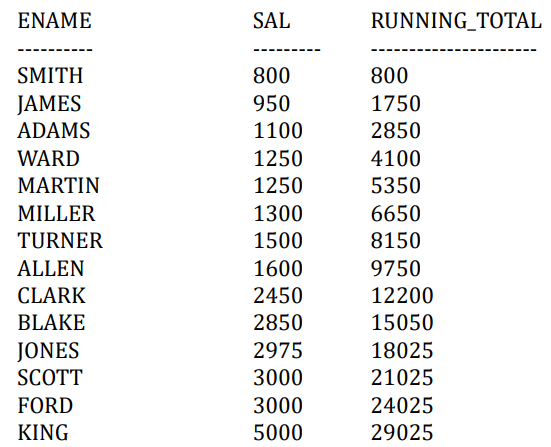 ENAME SAL RUNNING_TOTAL
---------- --------- ----------------------
SMITH 800 800
JAMES 950 1750
ADAMS 1100 2850
WARD 1250 4100
MARTIN 1250 5350
MILLER 1300 6650
TURNER 1500 8150
ALLEN 1600 9750
CLARK 2450 12200
BLAKE 2850 15050
JONES 2975 18025
SCOTT 3000 21025
FORD 3000 24025
KING 5000 29025